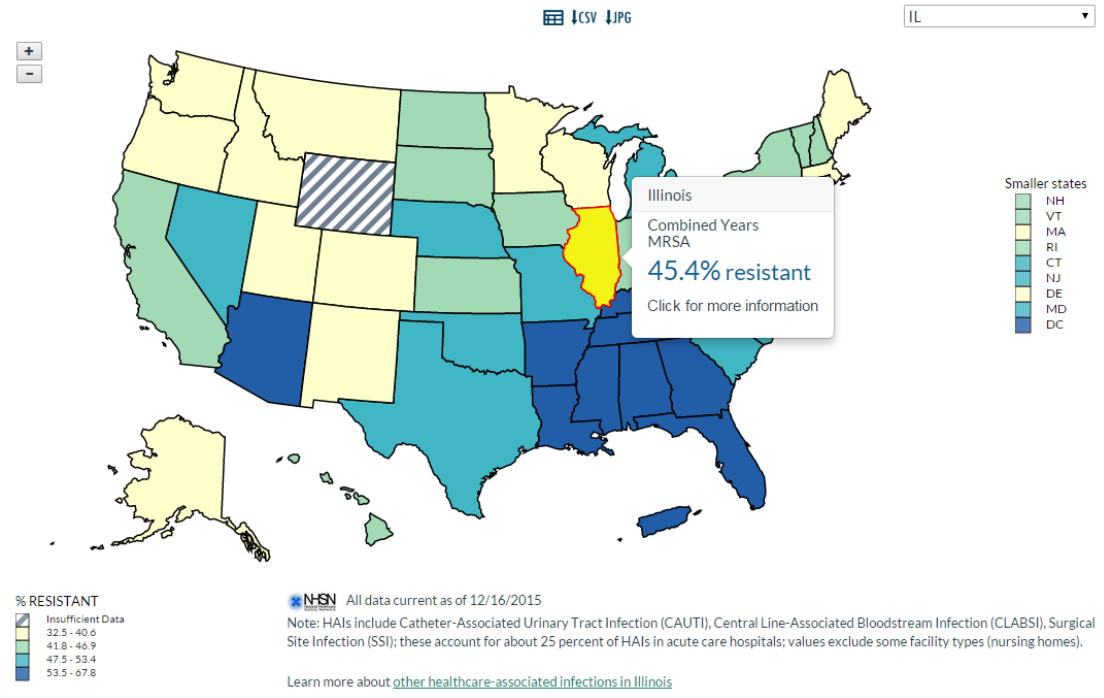 CSV JPG
IL
Illinois
Combined Years
MRSA
45.4% resistant
Click for more information
Smaller states
NH
VT
MA
RI
CT
NJ
DE
MD
DC
% RESISTANT
Insufficient Data
32.5 - 40.6
41.8 - 46.9
47.5 - 53.4
53.5 - 67.8
NHSN All data current as of 12/16/2015
Note: HAIs include Catheter-Associated Urinary Tract Infection (CAUTI), Central Line-Associated Bloodstream Infection (CLABSI), Surgical
Site Infection (SSI); these account for about 25 percent of HAIs in acute care hospitals; values exclude some facility types (nursing homes).
Learn more about other healthcare-associated infections in Illinois